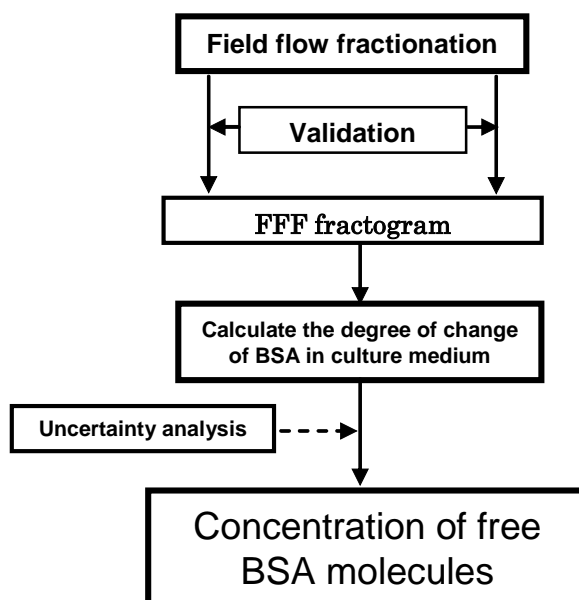 Field flow fractionation
Validation
FFF fractogram
Calculate the degree of change
of BSA in culture medium
Uncertainty analysis
Concentration of free
BSA molecules